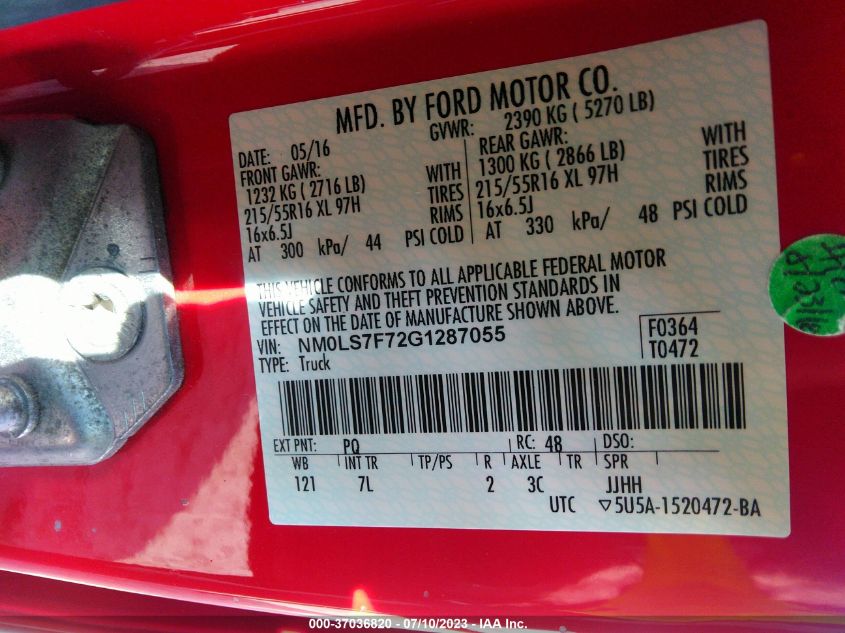 MFD. BY FORD MOTOR CO.
DATE: 05/16 GVWR: 2390 KG ( 5270 LB)
FRONT GAWR: REAR GAWR:
1232 KG ( 2716 LB) WITH 1300 KG ( 2866 LB) WITH
215/55R16 XL 97H TIRES 215/55R16 XL 97H TIRES
16x6.5J RIMS 16x6.5J RIMS
AT 300 kPa/ 44 PSI COLD AT 330 kPa/ 48 PSI COLD
THIS VEHICLE CONFORMS TO ALL APPLICABLE FEDERAL MOTOR
VEHICLE SAFETY AND THEFT PREVENTION STANDARDS IN
EFFECT ON THE DATE OF MANUFACTURE SHOWN ABOVE.
VIN: NM0LS7F72G1287055 F0364
TYPE: Truck T0472
EXT PNT: PQ RC: 48 DSO:
WB INT TR TP/PS R AXLE TR SPR
121 7L 2 3C JJHH
UTC ▽5U5A-1520472-BA
000-37036820 - 07/10/2023 - IAA Inc.